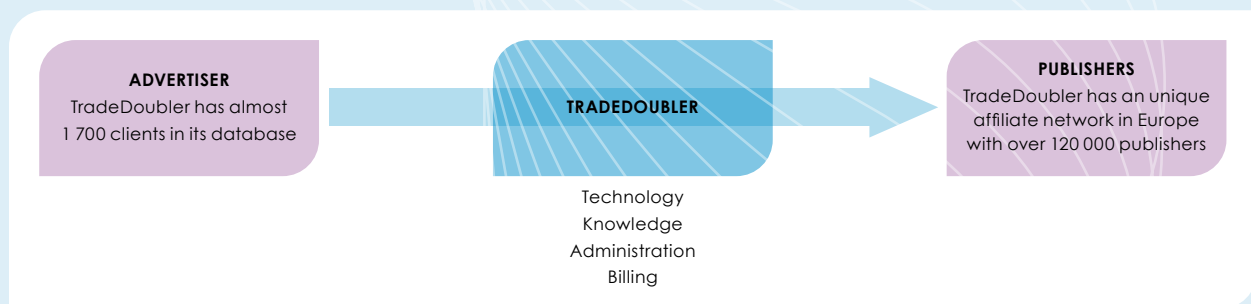 ADVERTISER
TradeDoubler has almost
1 700 clients in its database
TRADEDOUBLER
Technology
Knowledge
Administration
Billing
PUBLISHERS
TradeDoubler has an unique
affiliate network in Europe
with over 120 000 publishers